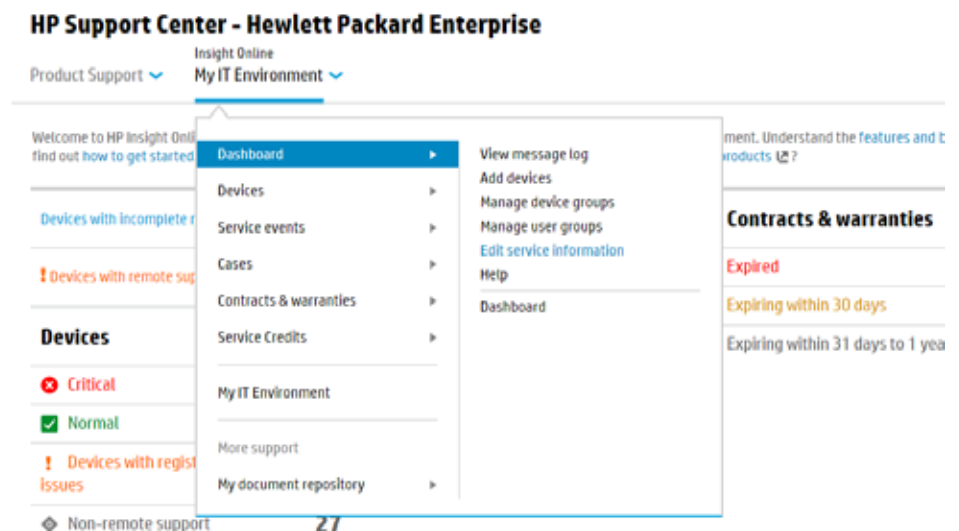 HP Support Center - Hewlett Packard Enterprise
Insight Online
Product Support My IT Environment
Welcome to HP Insight Onli
ment. Understand the features and b
find out how to get started
products ?
Dashboard
Devices
Service events
Cases
Contracts & warranties
Service Credits
My IT Environment
More support
My document repository
View message log
Add devices
Manage device groups
Manage user groups
Edit service information
Help
Dashboard
Devices with incomplete r
Devices with remote sup
Devices
Critical
Normal
Devices with regist
issues
Non-remote support 27
Contracts & warranties
Expired
Expiring within 30 days
Expiring within 31 days to 1 yea